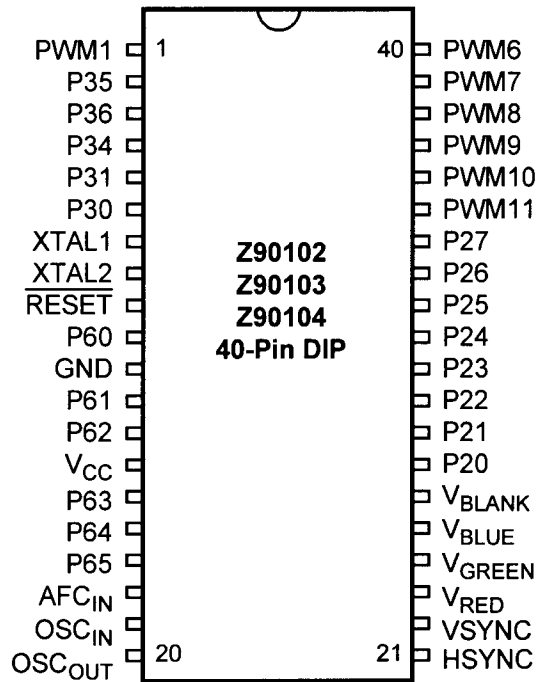 PWM1 1 40 PWM6
P35 PWM7
P36 PWM8
P34 PWM9
P31 PWM10
P30 PWM11
XTAL1 P27
XTAL2 P26
RESET P25
P60 P24
GND P23
P61 P22
P62 P21
VCC P20
P63 VBLANK
P64 VBLUE
P65 VGREEN
AFCIN VRED
OSCIN VSYNC
OSCOUT 20 21 HSYNC
Z90102
Z90103
Z90104
40-Pin DIP